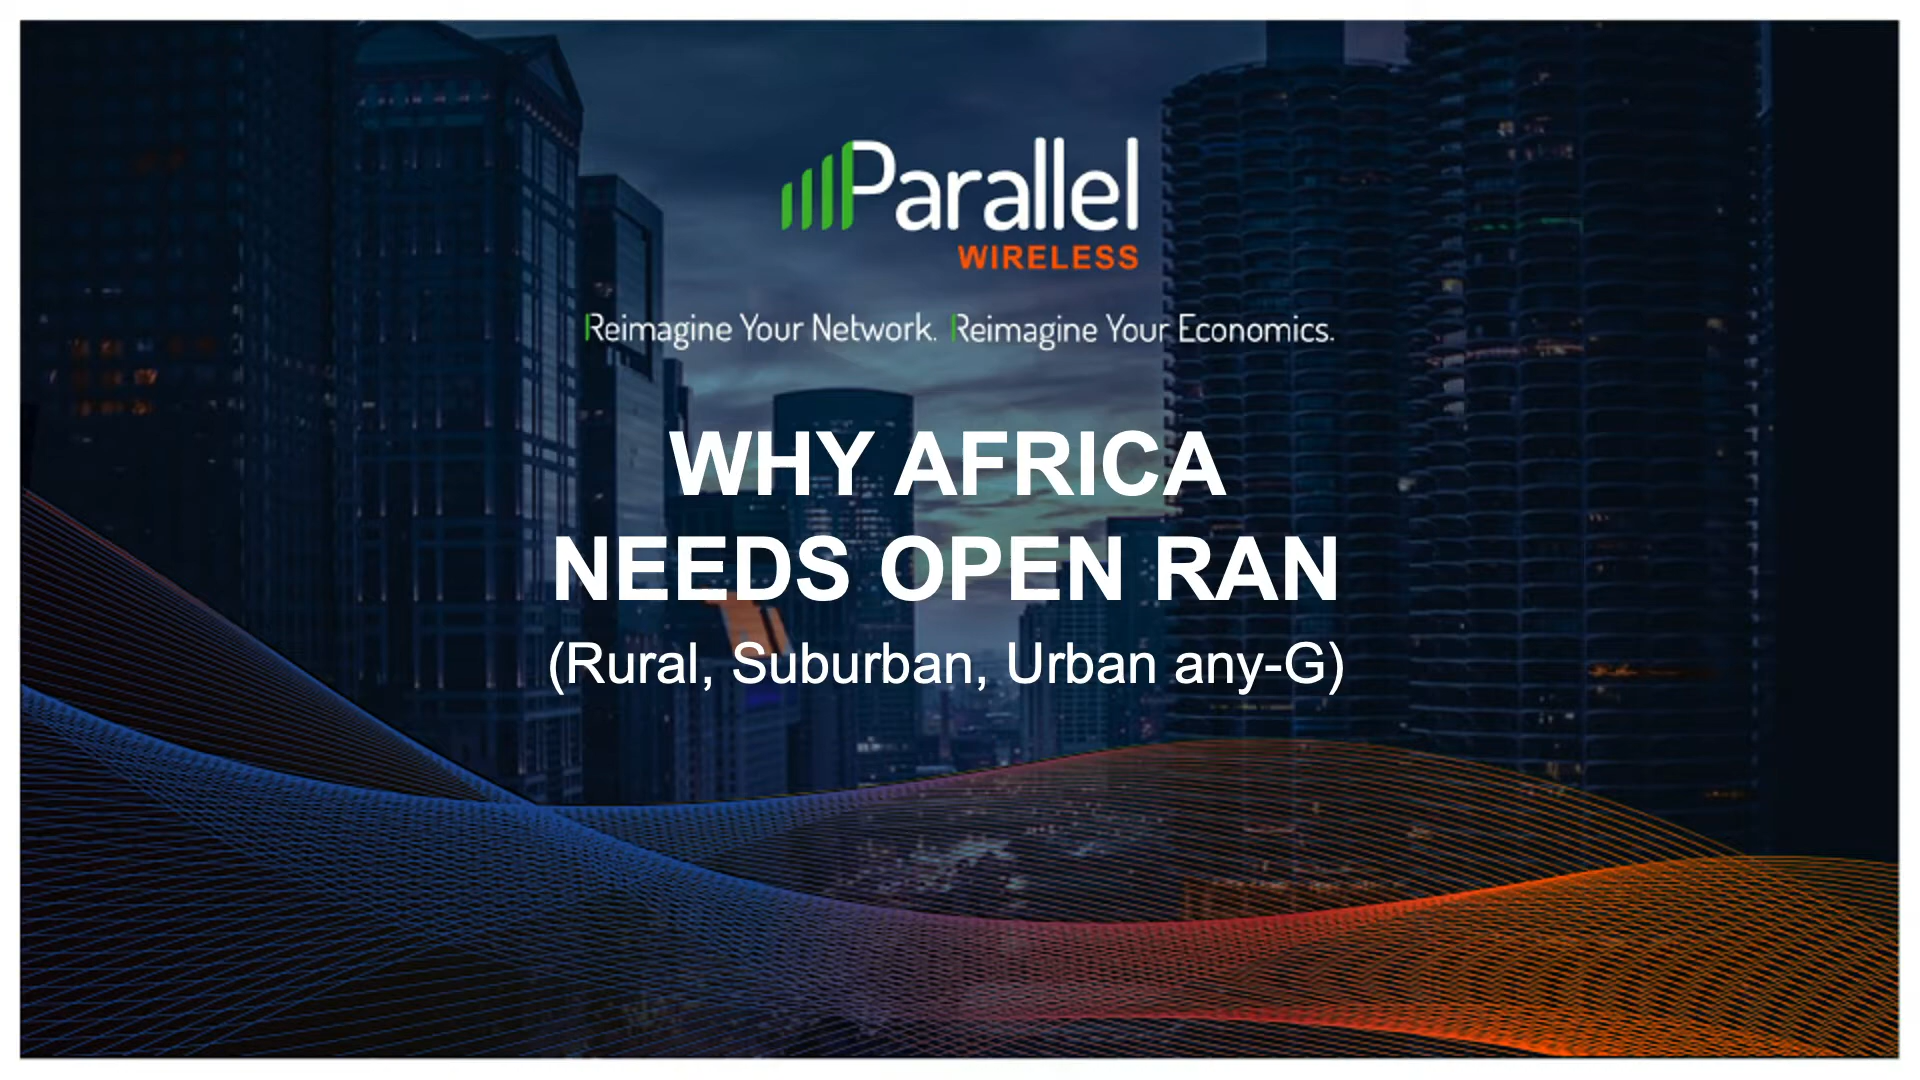 Parallel
WIRELESS
Reimagine Your Network. Reimagine Your Economics.
WHY AFRICA
NEEDS OPEN RAN
(Rural, Suburban, Urban any-G)